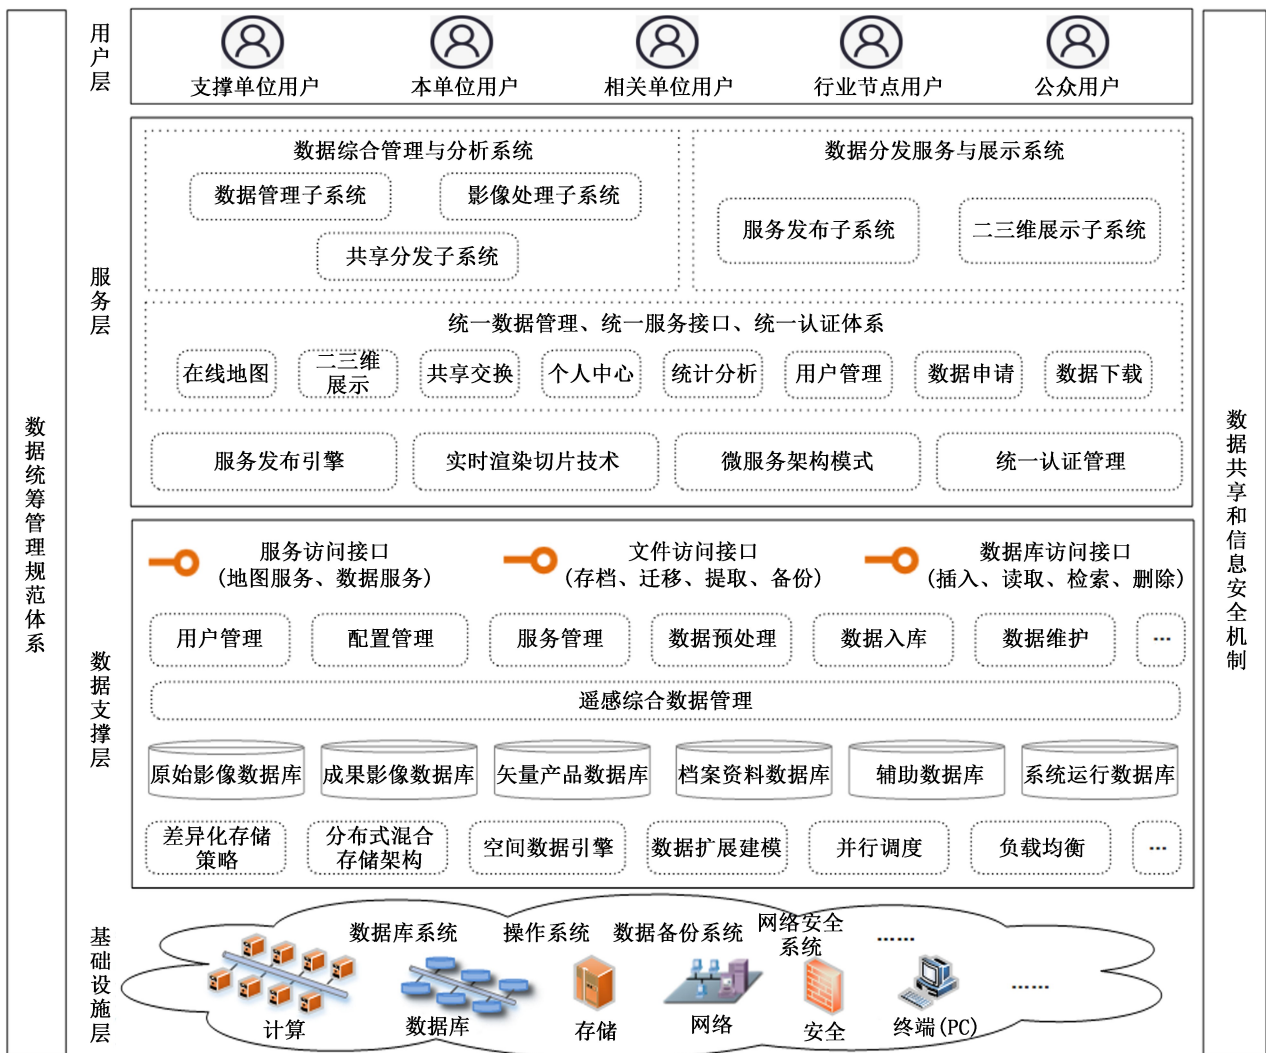 用户层
支撑单位用户
本单位用户
相关单位用户
行业节点用户
公众用户
服务层
数据综合管理与分析系统
数据管理子系统
影像处理子系统
共享分发子系统
数据分发服务与展示系统
服务发布子系统
二三维展示子系统
统一数据管理、统一服务接口、统一认证体系
在线地图
二三维
展示
共享交换
个人中心
统计分析
用户管理
数据申请
数据下载
服务发布引擎
实时渲染切片技术
微服务架构模式
统一认证管理
数据支撑层
服务访问接口
(地图服务、数据服务)
文件访问接口
(存档、迁移、提取、备份)
数据库访问接口
(插入、读取、检索、删除)
用户管理
配置管理
服务管理
数据预处理
数据入库
数据维护
...
遥感综合数据管理
原始影像数据库
成果影像数据库
矢量产品数据库
档案资料数据库
辅助数据库
系统运行数据库
差异化存储
策略
分布式混合
存储架构
空间数据引擎
数据扩展建模
并行调度
负载均衡
...
基础设施层
数据库系统
操作系统
数据备份系统
网络安全
系统
......
计算
数据库
存储
网络
安全
终端(PC)
......
数据统筹管理规范体系
数据共享和信息安全机制